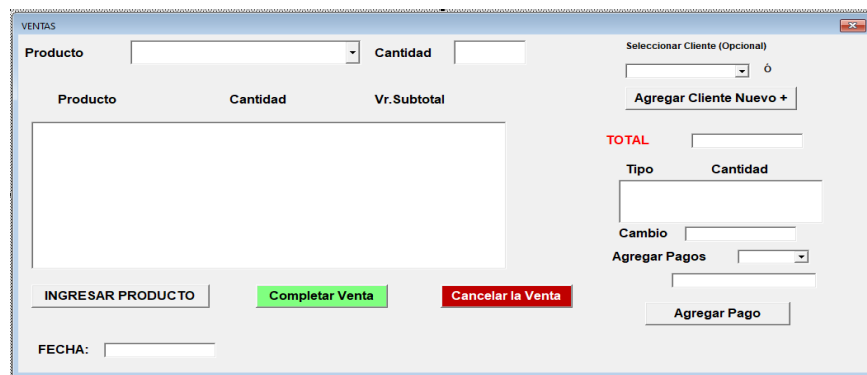 VENTAS
Producto
Cantidad
Seleccionar Cliente (Opcional)
Ó
Agregar Cliente Nuevo +
Producto Cantidad Vr.Subtotal
TOTAL
Tipo Cantidad
Cambio
Agregar Pagos
INGRESAR PRODUCTO
Completar Venta
Cancelar la Venta
Agregar Pago
FECHA: